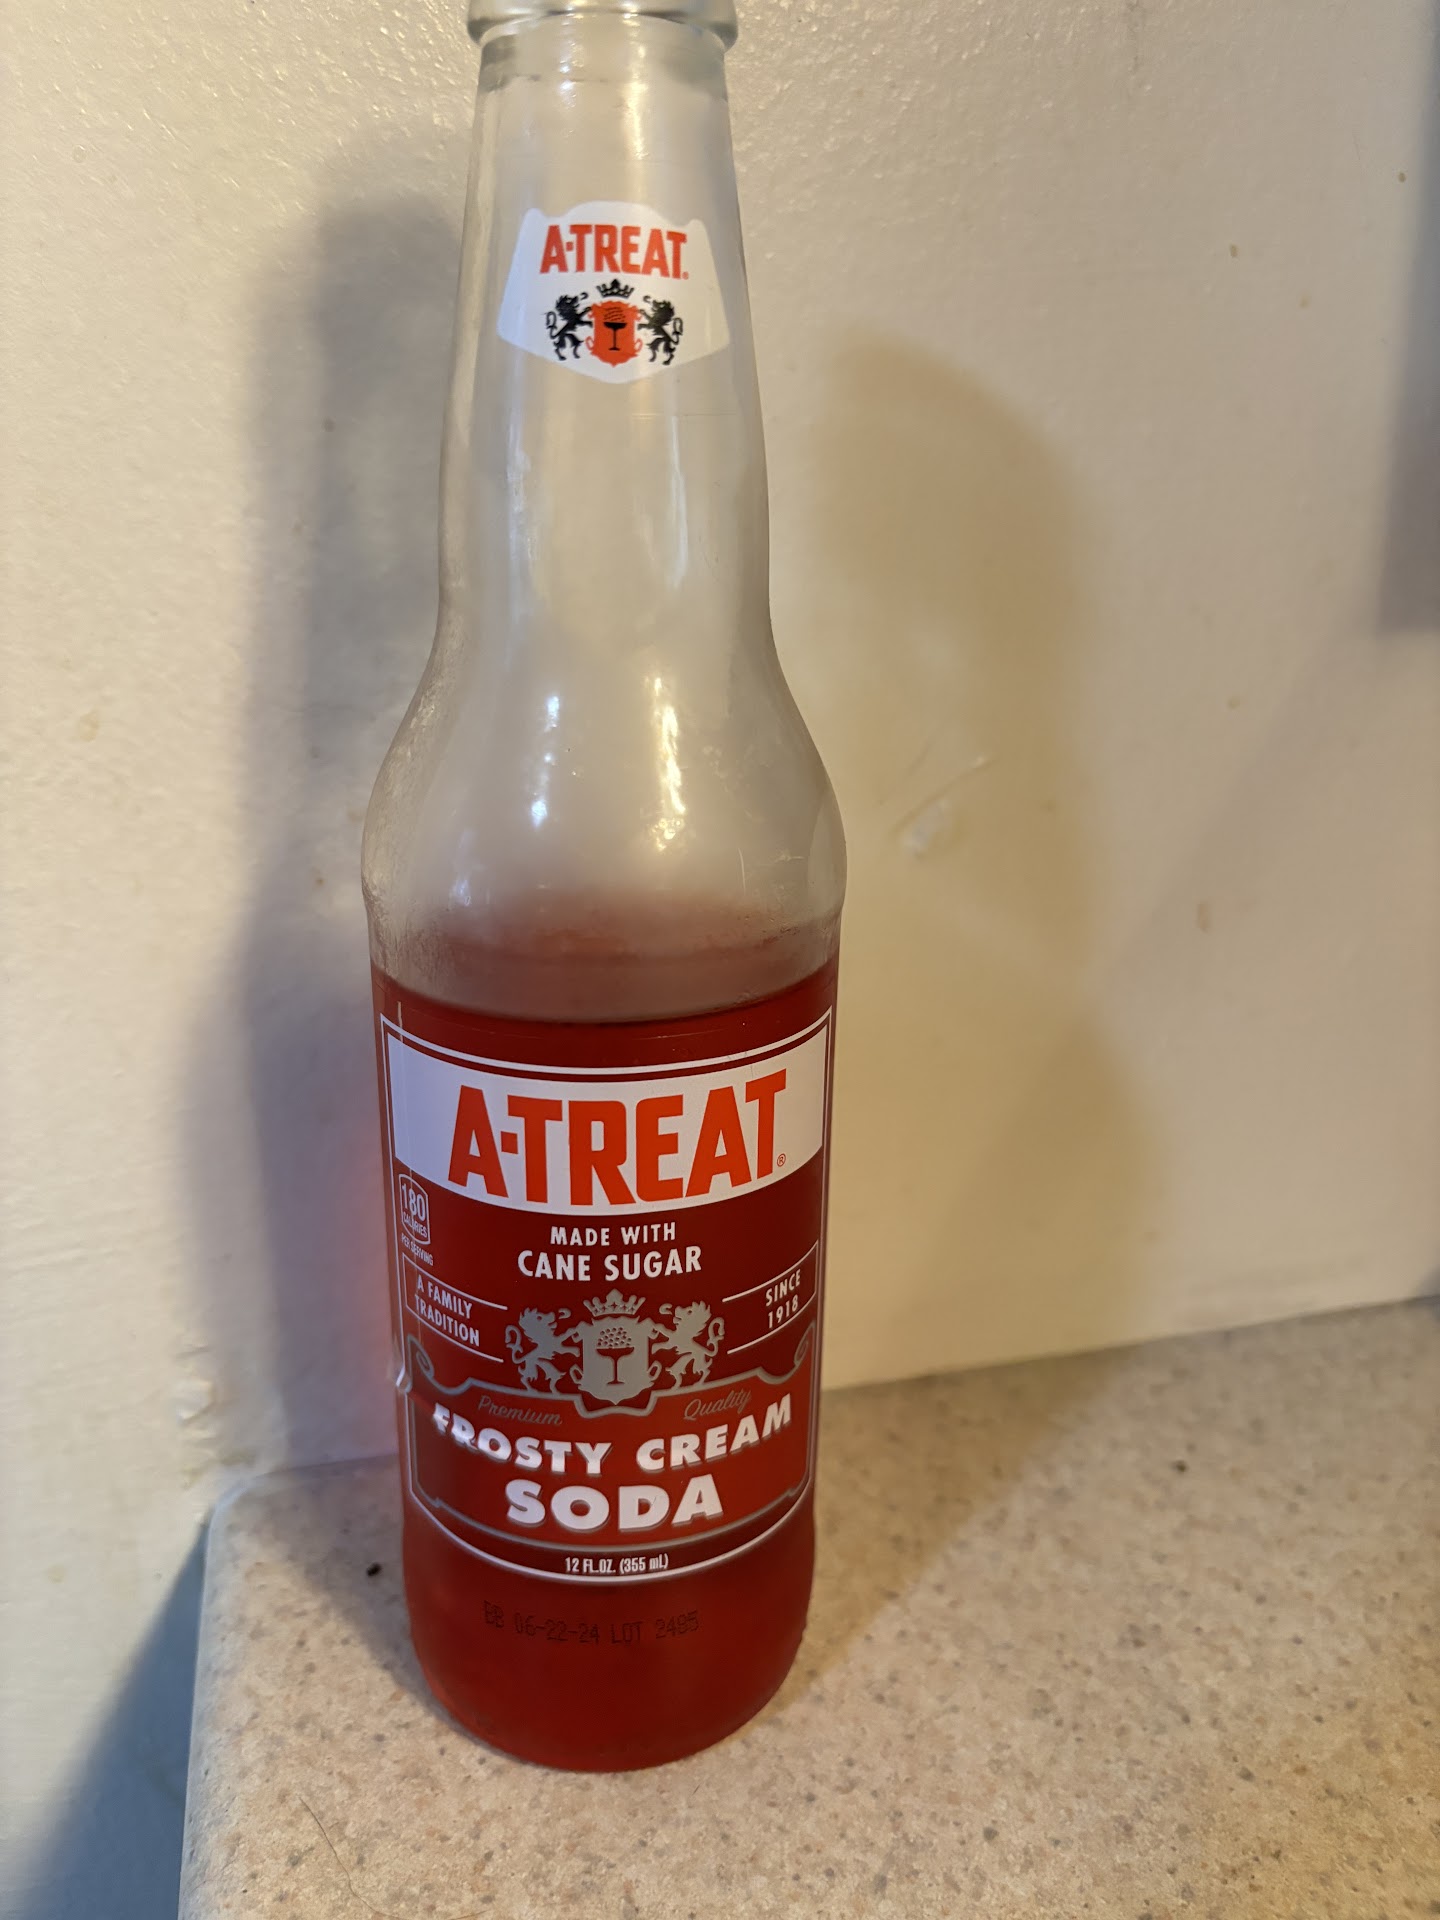 A-TREAT®
A-TREAT®
180
CALORIES
PER SERVING
MADE WITH
CANE SUGAR
A FAMILY
TRADITION
SINCE
1918
Premium Quality
FROSTY CREAM
SODA
12 FL.OZ. (355 mL)
BB 06-22-24 LOT 2485